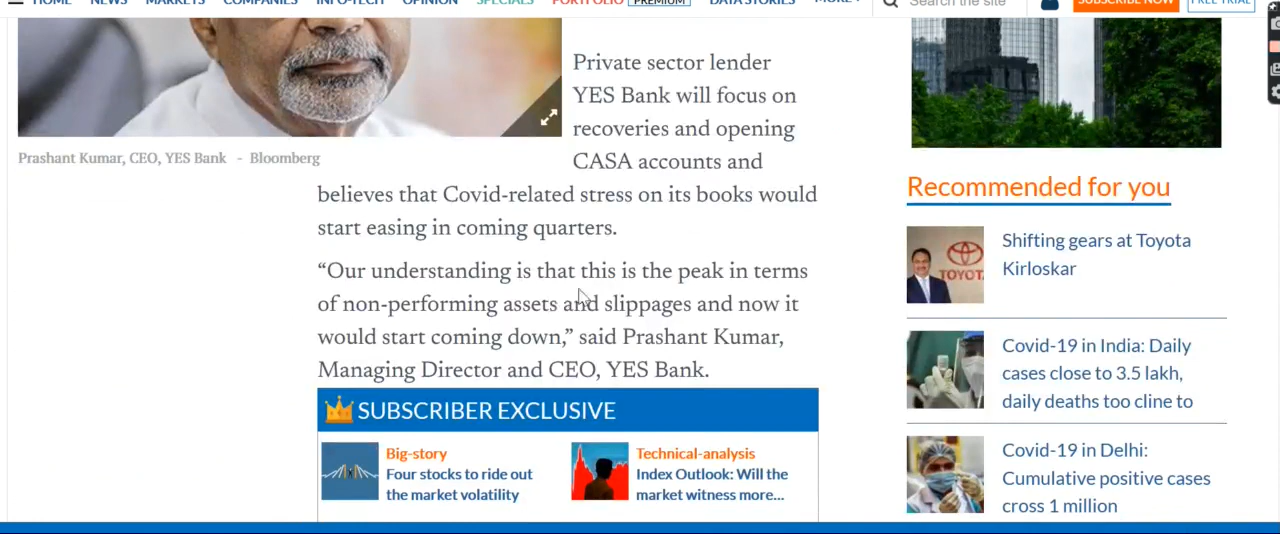 HOME NEWS MARKETS COMPANIES INFO-TECH OPINION SPECIALS PORTFOLIO PREMIUM DATA STORIES MORE Search the site SUBSCRIBE NOW FREE TRIAL
Private sector lender
YES Bank will focus on
recoveries and opening
CASA accounts and
Prashant Kumar, CEO, YES Bank - Bloomberg
believes that Covid-related stress on its books would
start easing in coming quarters.
“Our understanding is that this is the peak in terms
of non-performing assets and slippages and now it
would start coming down,” said Prashant Kumar,
Managing Director and CEO, YES Bank.
SUBSCRIBER EXCLUSIVE
Big-story
Four stocks to ride out
the market volatility
Technical-analysis
Index Outlook: Will the
market witness more...
Recommended for you
Shifting gears at Toyota
Kirloskar
TOYOTA
Covid-19 in India: Daily
cases close to 3.5 lakh,
daily deaths too cline to
Covid-19 in Delhi:
Cumulative positive cases
cross 1 million